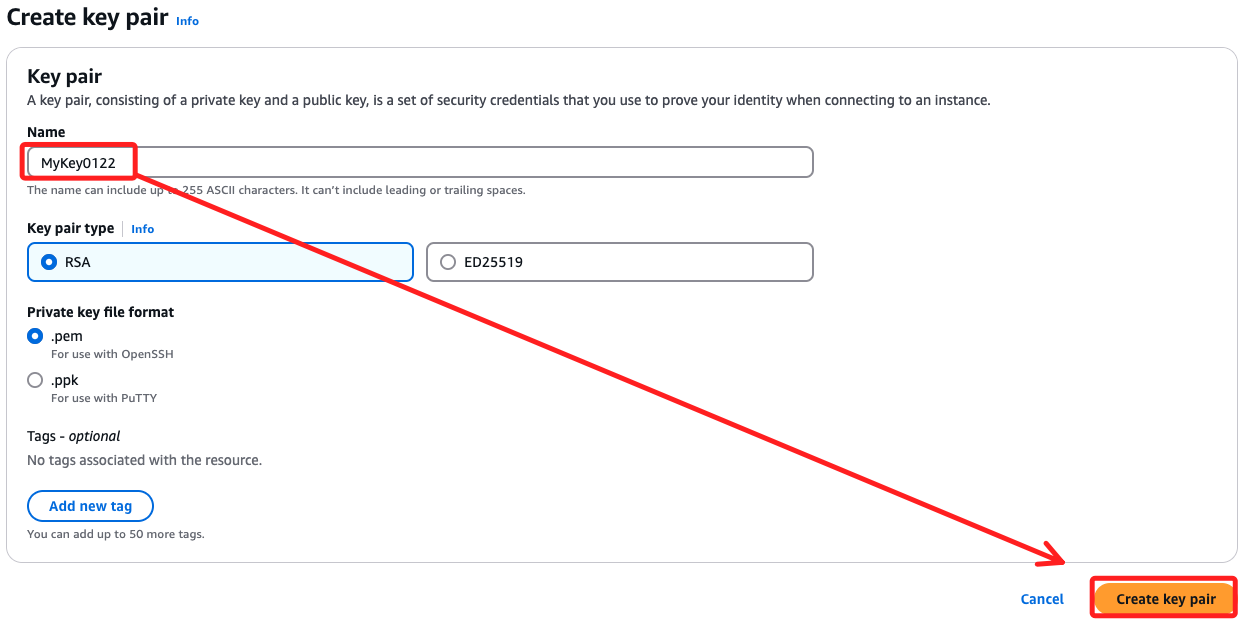 Create key pair Info
Key pair
A key pair, consisting of a private key and a public key, is a set of security credentials that you use to prove your identity when connecting to an instance.
Name
MyKey0122
The name can include up to 255 ASCII characters. It can't include leading or trailing spaces.
Key pair type Info
RSA
ED25519
Private key file format
.pem
For use with OpenSSH
.ppk
For use with PuTTY
Tags - optional
No tags associated with the resource.
Add new tag
You can add up to 50 more tags.
Cancel
Create key pair